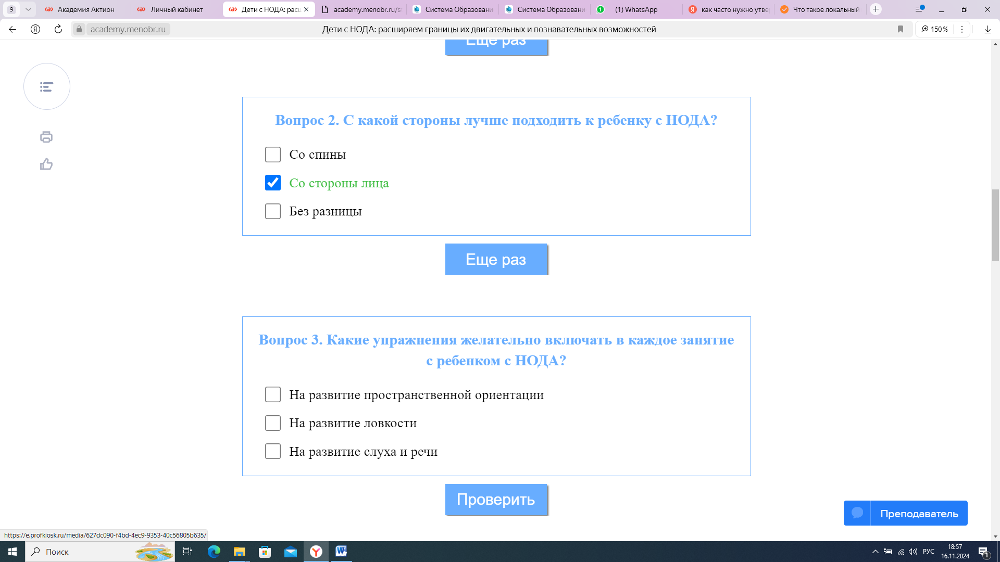 9
Академия Актион
Личный кабинет
Дети с НОДА: рас
academy.menobr.ru/s
Система Образовани
Система Образовани
1
(1) WhatsApp
как часто нужно утве
Что такое локальный
academy.menobr.ru
Дети с НОДА: расширяем границы их двигательных и познавательных возможностей
150 %
Еще раз
Вопрос 2. С какой стороны лучше подходить к ребенку с НОДА?
Со спины
Со стороны лица
Без разницы
Еще раз
Вопрос 3. Какие упражнения желательно включать в каждое занятие
с ребенком с НОДА?
На развитие пространственной ориентации
На развитие ловкости
На развитие слуха и речи
Проверить
Преподаватель
https://e.profkiosk.ru/media/627dc090-f4bd-4ec9-9353-40c56805b635/
Поиск
РУС
18:57
16.11.2024
1